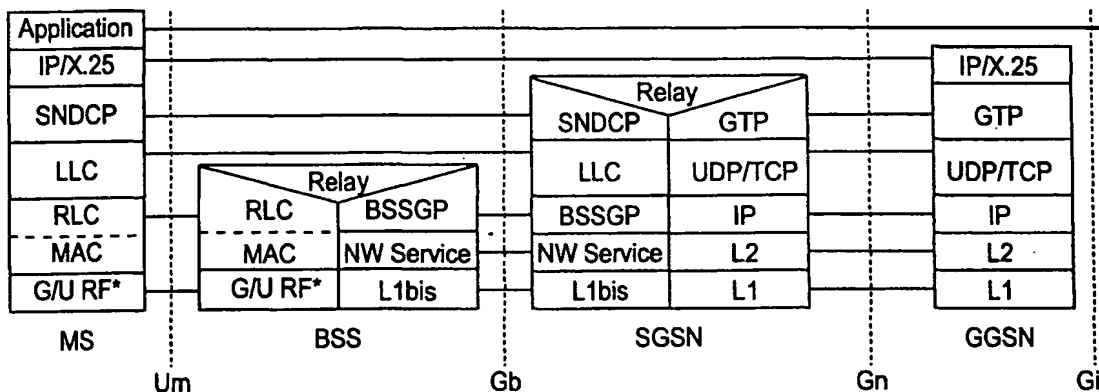 Application
IP/X.25 IP/X.25
Relay
SNDCP SNDCP GTP GTP
LLC Relay LLC UDP/TCP UDP/TCP
RLC RLC BSSGP BSSGP IP IP
MAC MAC NW Service NW Service L2 L2
G/U RF* G/U RF* L1bis L1bis L1 L1
MS BSS SGSN GGSN
Um Gb Gn Gi